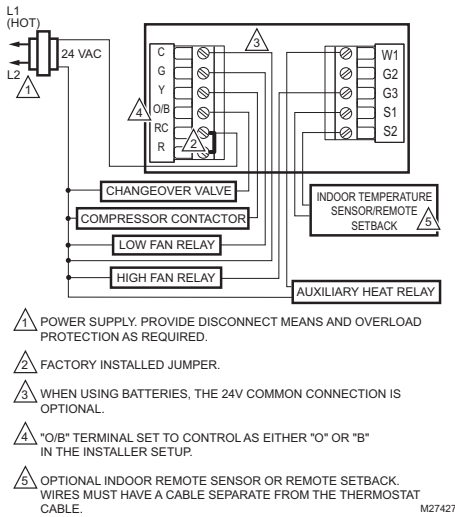 L1
(HOT)
24 VAC
L2
1
C
G
Y
O/B
RC
R
4
2
3
W1
G2
G3
S1
S2
CHANGEOVER VALVE
COMPRESSOR CONTACTOR
LOW FAN RELAY
HIGH FAN RELAY
INDOOR TEMPERATURE
SENSOR/REMOTE
SETBACK
5
AUXILIARY HEAT RELAY
1 POWER SUPPLY. PROVIDE DISCONNECT MEANS AND OVERLOAD
PROTECTION AS REQUIRED.
2 FACTORY INSTALLED JUMPER.
3 WHEN USING BATTERIES, THE 24V COMMON CONNECTION IS
OPTIONAL.
4 "O/B" TERMINAL SET TO CONTROL AS EITHER "O" OR "B"
IN THE INSTALLER SETUP.
5 OPTIONAL INDOOR REMOTE SENSOR OR REMOTE SETBACK.
WIRES MUST HAVE A CABLE SEPARATE FROM THE THERMOSTAT
CABLE.
M27427